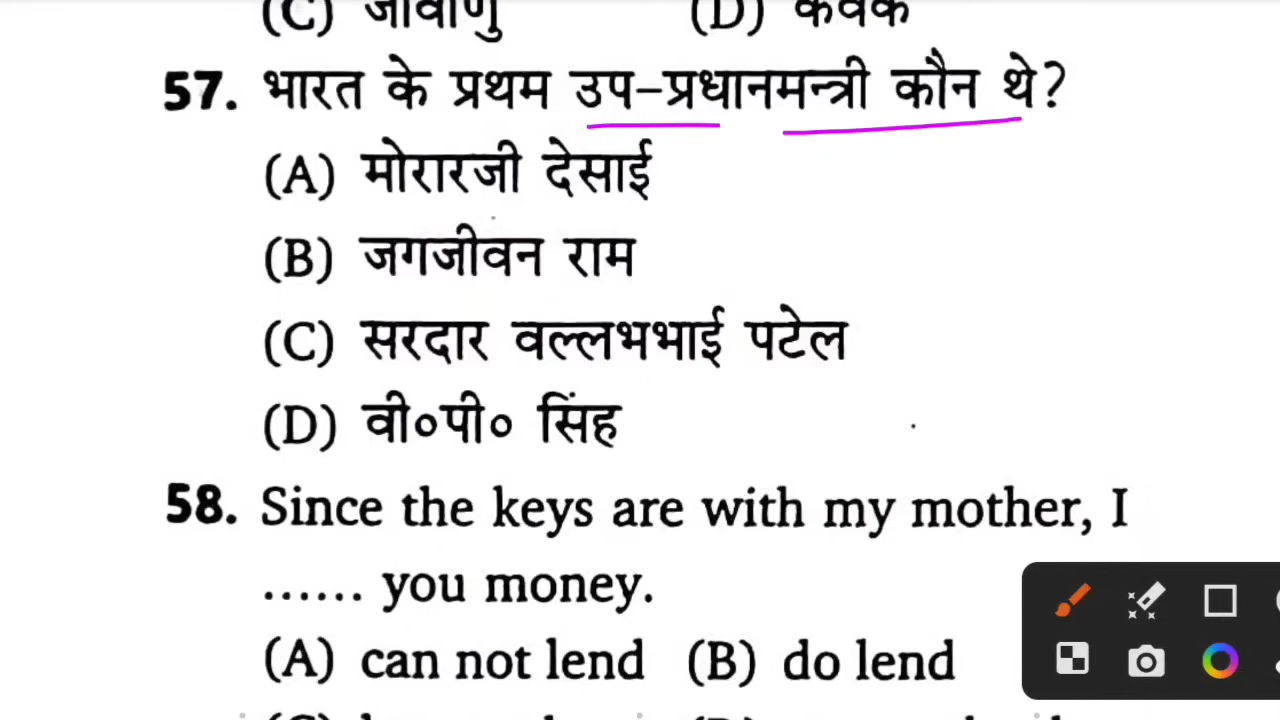 (C) जीवाणु (D) कवक
57. भारत के प्रथम उप-प्रधानमन्त्री कौन थे?
(A) मोरारजी देसाई
(B) जगजीवन राम
(C) सरदार वल्लभभाई पटेल
(D) वी०पी० सिंह
58. Since the keys are with my mother, I
...... you money.
(A) can not lend (B) do lend